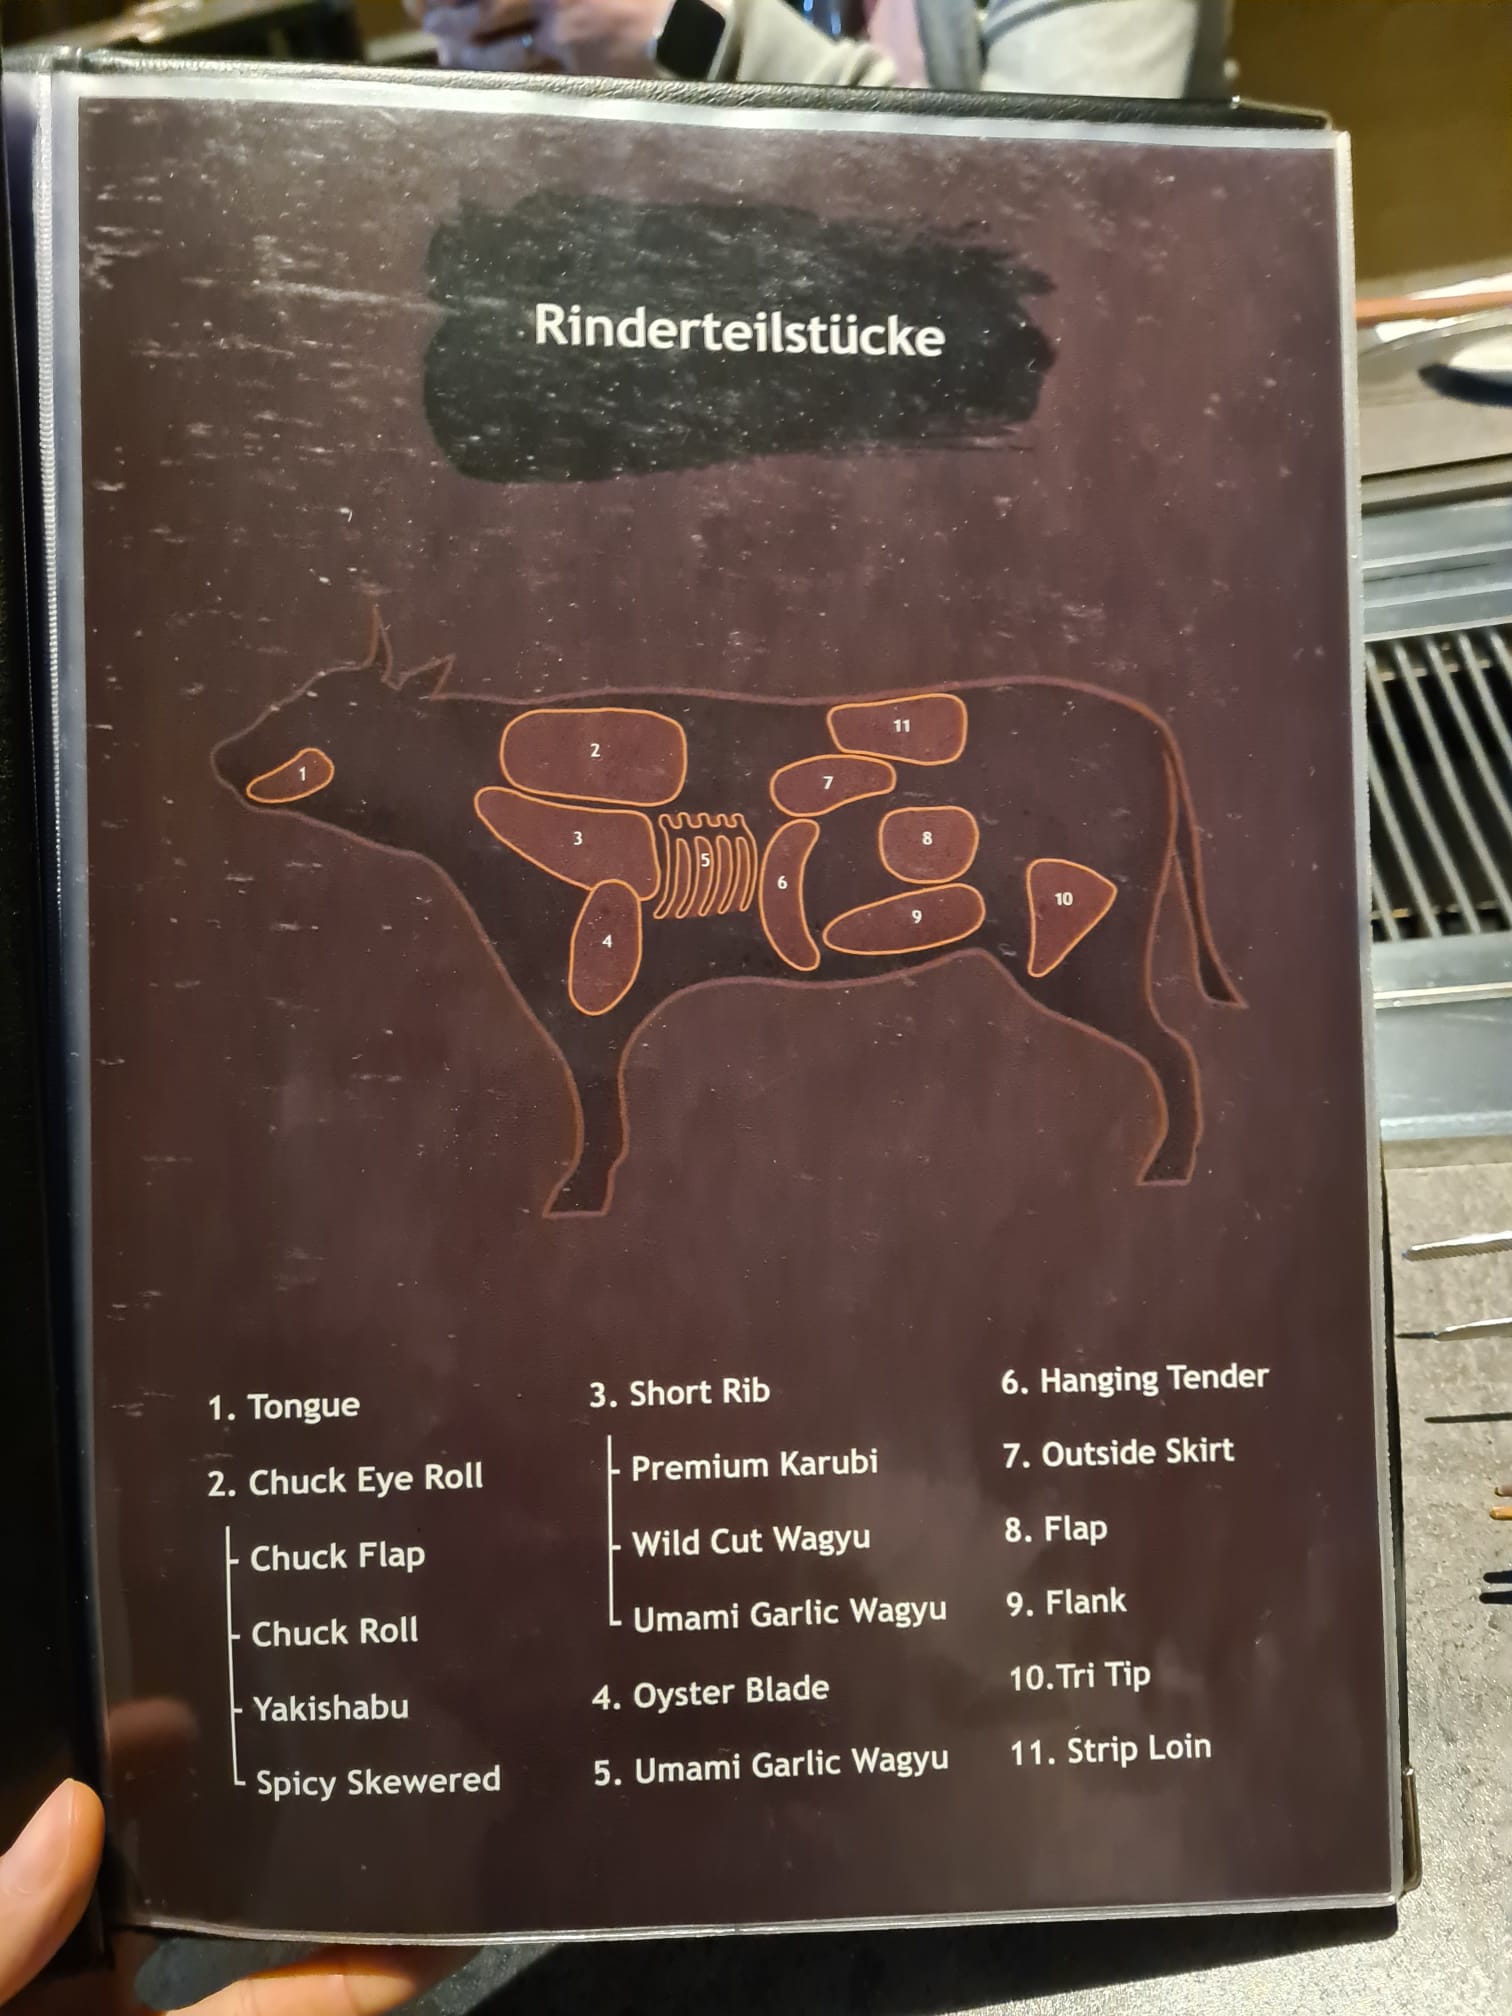 Rinderteilstücke
1
2
3
4
5
6
7
8
9
10
11
1. Tongue
2. Chuck Eye Roll
Chuck Flap
Chuck Roll
Yakishabu
Spicy Skewered
3. Short Rib
Premium Karubi
Wild Cut Wagyu
Umami Garlic Wagyu
4. Oyster Blade
5. Umami Garlic Wagyu
6. Hanging Tender
7. Outside Skirt
8. Flap
9. Flank
10.Tri Tip
11. Strip Loin